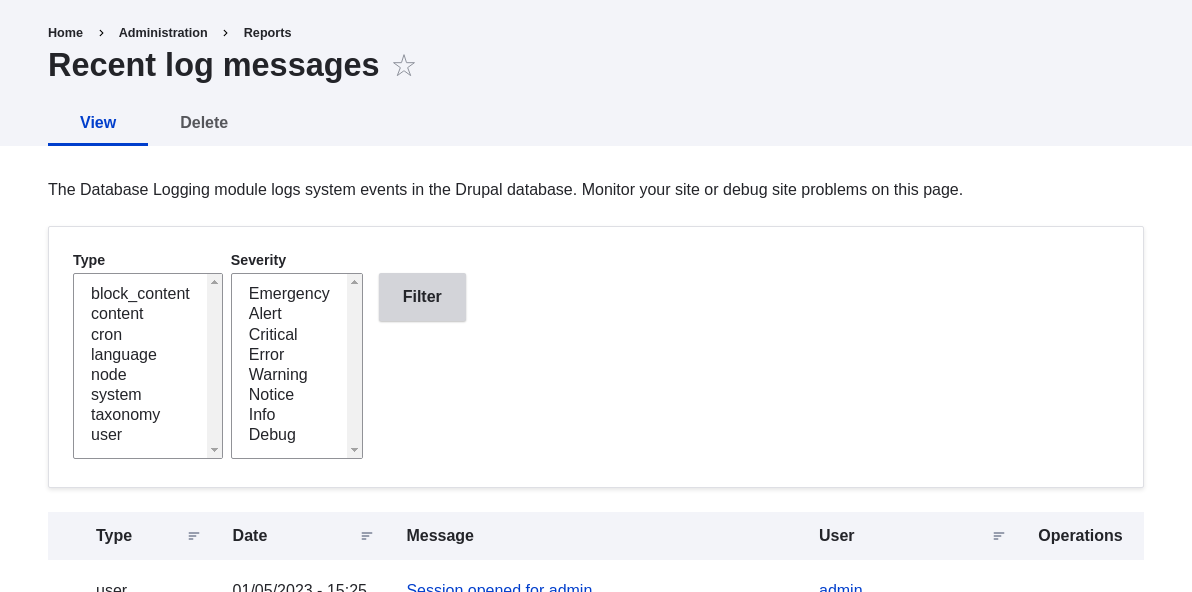 Home > Administration > Reports
Recent log messages
View Delete
The Database Logging module logs system events in the Drupal database. Monitor your site or debug site problems on this page.
Type Severity
block_content Emergency
content Alert
cron Critical
language Error
node Warning
system Notice
taxonomy Info
user Debug
Filter
Type Date Message User Operations
user 01/05/2023 - 15:25 Session opened for admin admin